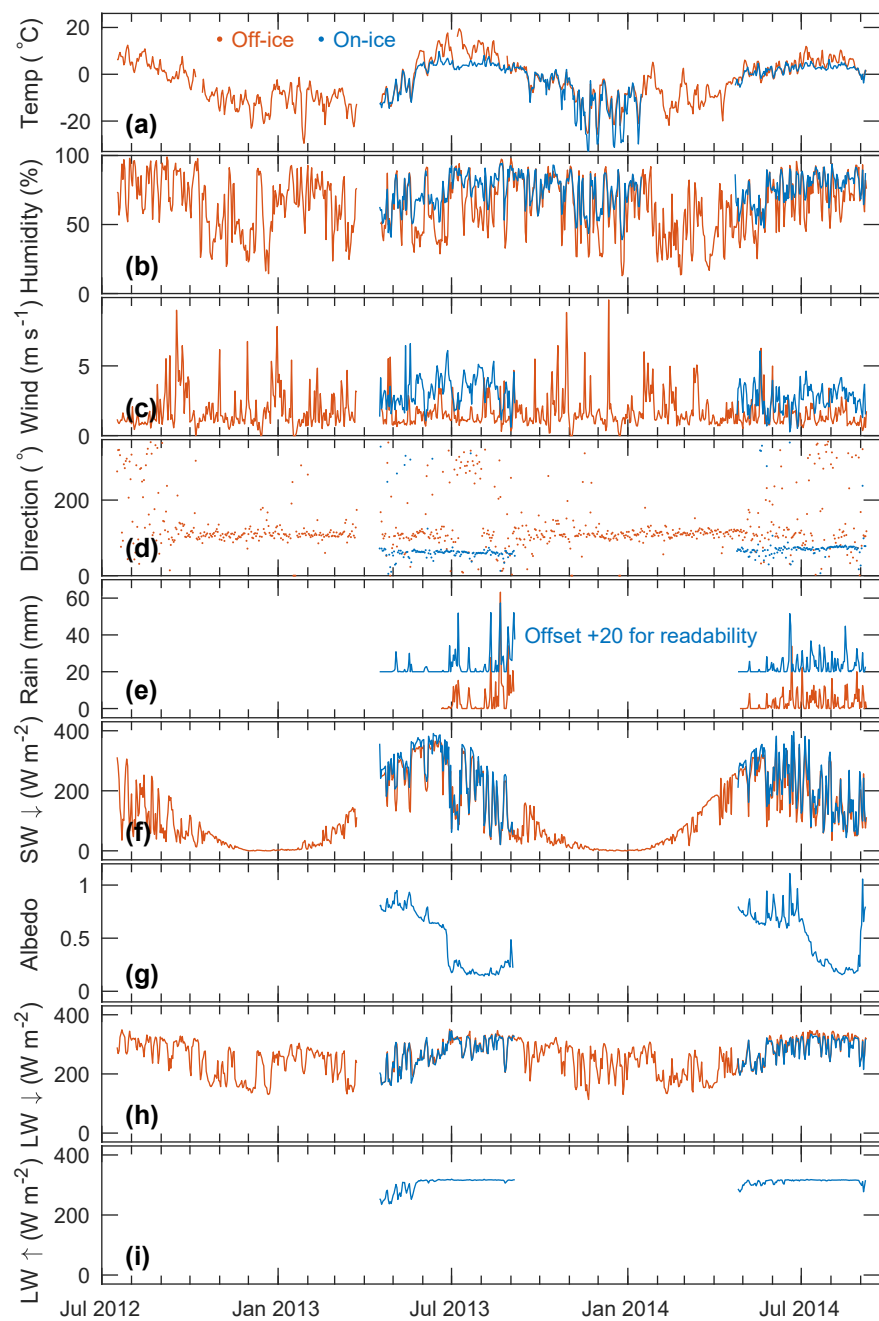 Off-ice On-ice
Temp ( °C)
20
0
-20
(a)
Humidity (%)
100
50
0
(b)
Wind (m s-1)
5
0
(c)
Direction ( °)
200
0
(d)
Rain (mm)
60
40
20
0
Offset +20 for readability
(e)
SW ↓ (W m-2)
400
200
0
(f)
Albedo
1
0.5
0
(g)
LW ↓ (W m-2)
400
200
0
(h)
LW ↑ (W m-2)
400
200
0
(i)
Jul 2012 Jan 2013 Jul 2013 Jan 2014 Jul 2014